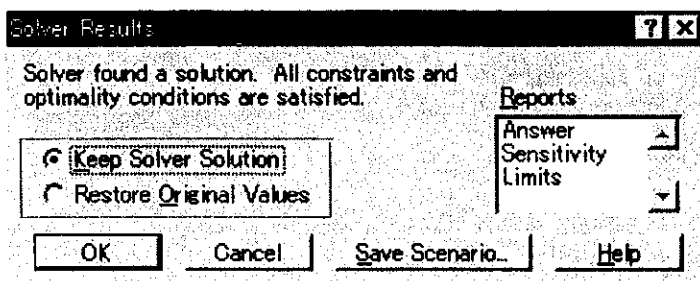 Solver Results
? X
Solver found a solution. All constraints and
optimality conditions are satisfied.
Reports
Answer
Sensitivity
Limits
Keep Solver Solution
Restore Original Values
OK
Cancel
Save Scenario...
Help